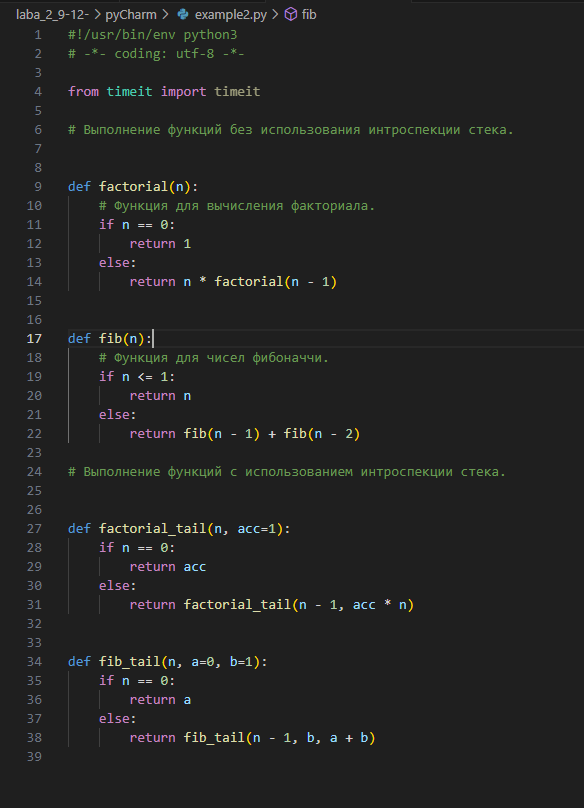 laba_2_9-12- > pyCharm > example2.py > fib
1 #!/usr/bin/env python3
2 # -*- coding: utf-8 -*-
3
4 from timeit import timeit
5
6 # Выполнение функций без использования интроспекции стека.
7
8
9 def factorial(n):
10     # Функция для вычисления факториала.
11     if n == 0:
12         return 1
13     else:
14         return n * factorial(n - 1)
15
16
17 def fib(n):
18     # Функция для чисел фибоначчи.
19     if n <= 1:
20         return n
21     else:
22         return fib(n - 1) + fib(n - 2)
23
24 # Выполнение функций с использованием интроспекции стека.
25
26
27 def factorial_tail(n, acc=1):
28     if n == 0:
29         return acc
30     else:
31         return factorial_tail(n - 1, acc * n)
32
33
34 def fib_tail(n, a=0, b=1):
35     if n == 0:
36         return a
37     else:
38         return fib_tail(n - 1, b, a + b)
39